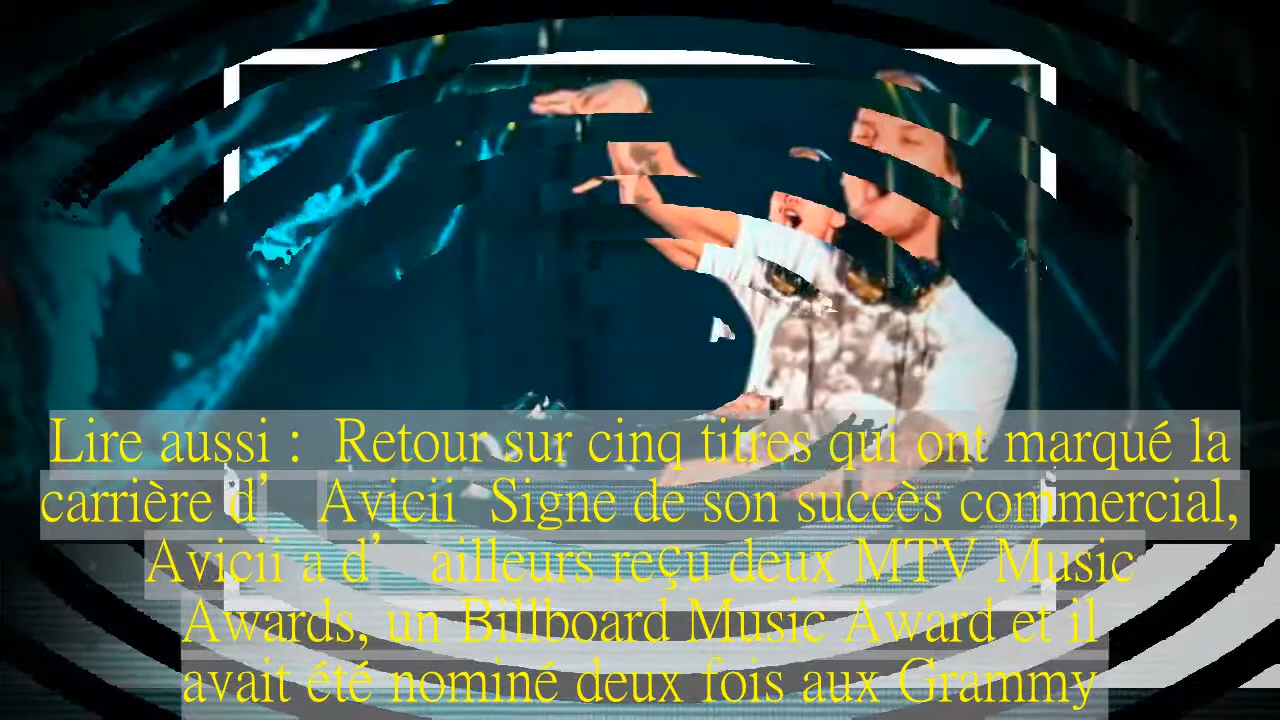 Lire aussi :  Retour sur cinq titres qui ont marqué la
carrière d’ Avicii  Signe de son succès commercial,
Avicii a d’ ailleurs reçu deux MTV Music
Awards, un Billboard Music Award et il
avait été nominé deux fois aux Grammy